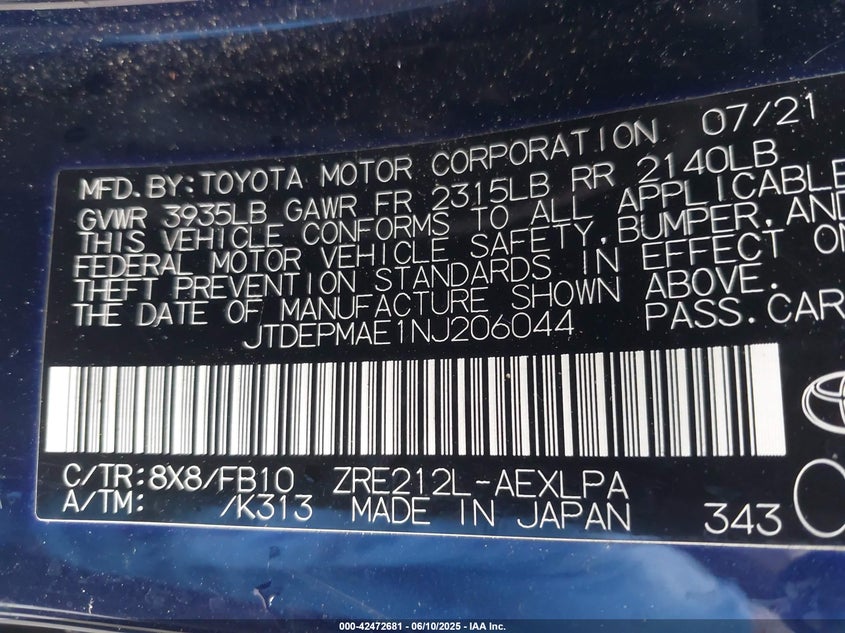 MFD.BY:TOYOTA MOTOR CORPORATION 07/21
GVWR 3935LB GAWR FR 2315LB RR 2140LB
THIS VEHICLE CONFORMS TO ALL APPLICABLE
FEDERAL MOTOR VEHICLE SAFETY,BUMPER,AND
THEFT PREVENTION STANDARDS IN EFFECT ON
THE DATE OF MANUFACTURE SHOWN ABOVE.
JTDEPMAE1NJ206044 PASS.CAR
C/TR:8X8/FB10 ZRE212L-AEXLPA
A/TM: /K313 MADE IN JAPAN 343
000-42472681 - 06/10/2025 - IAA Inc.